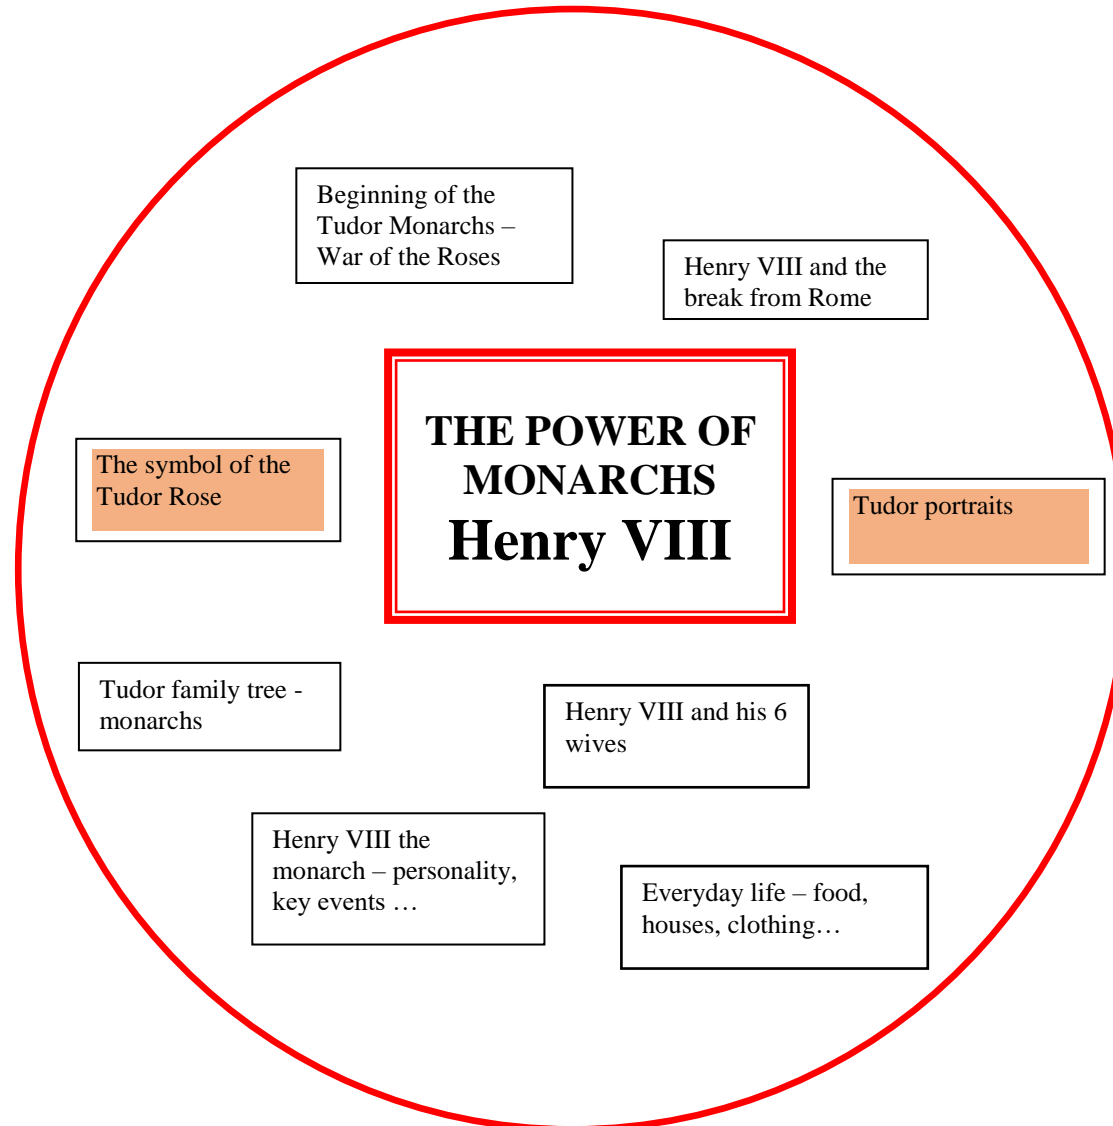 Beginning of the
Tudor Monarchs –
War of the Roses
Henry VIII and the
break from Rome
THE POWER OF
MONARCHS
Henry VIII
The symbol of the
Tudor Rose
Tudor portraits
Tudor family tree -
monarchs
Henry VIII and his 6
wives
Henry VIII the
monarch – personality,
key events …
Everyday life – food,
houses, clothing…